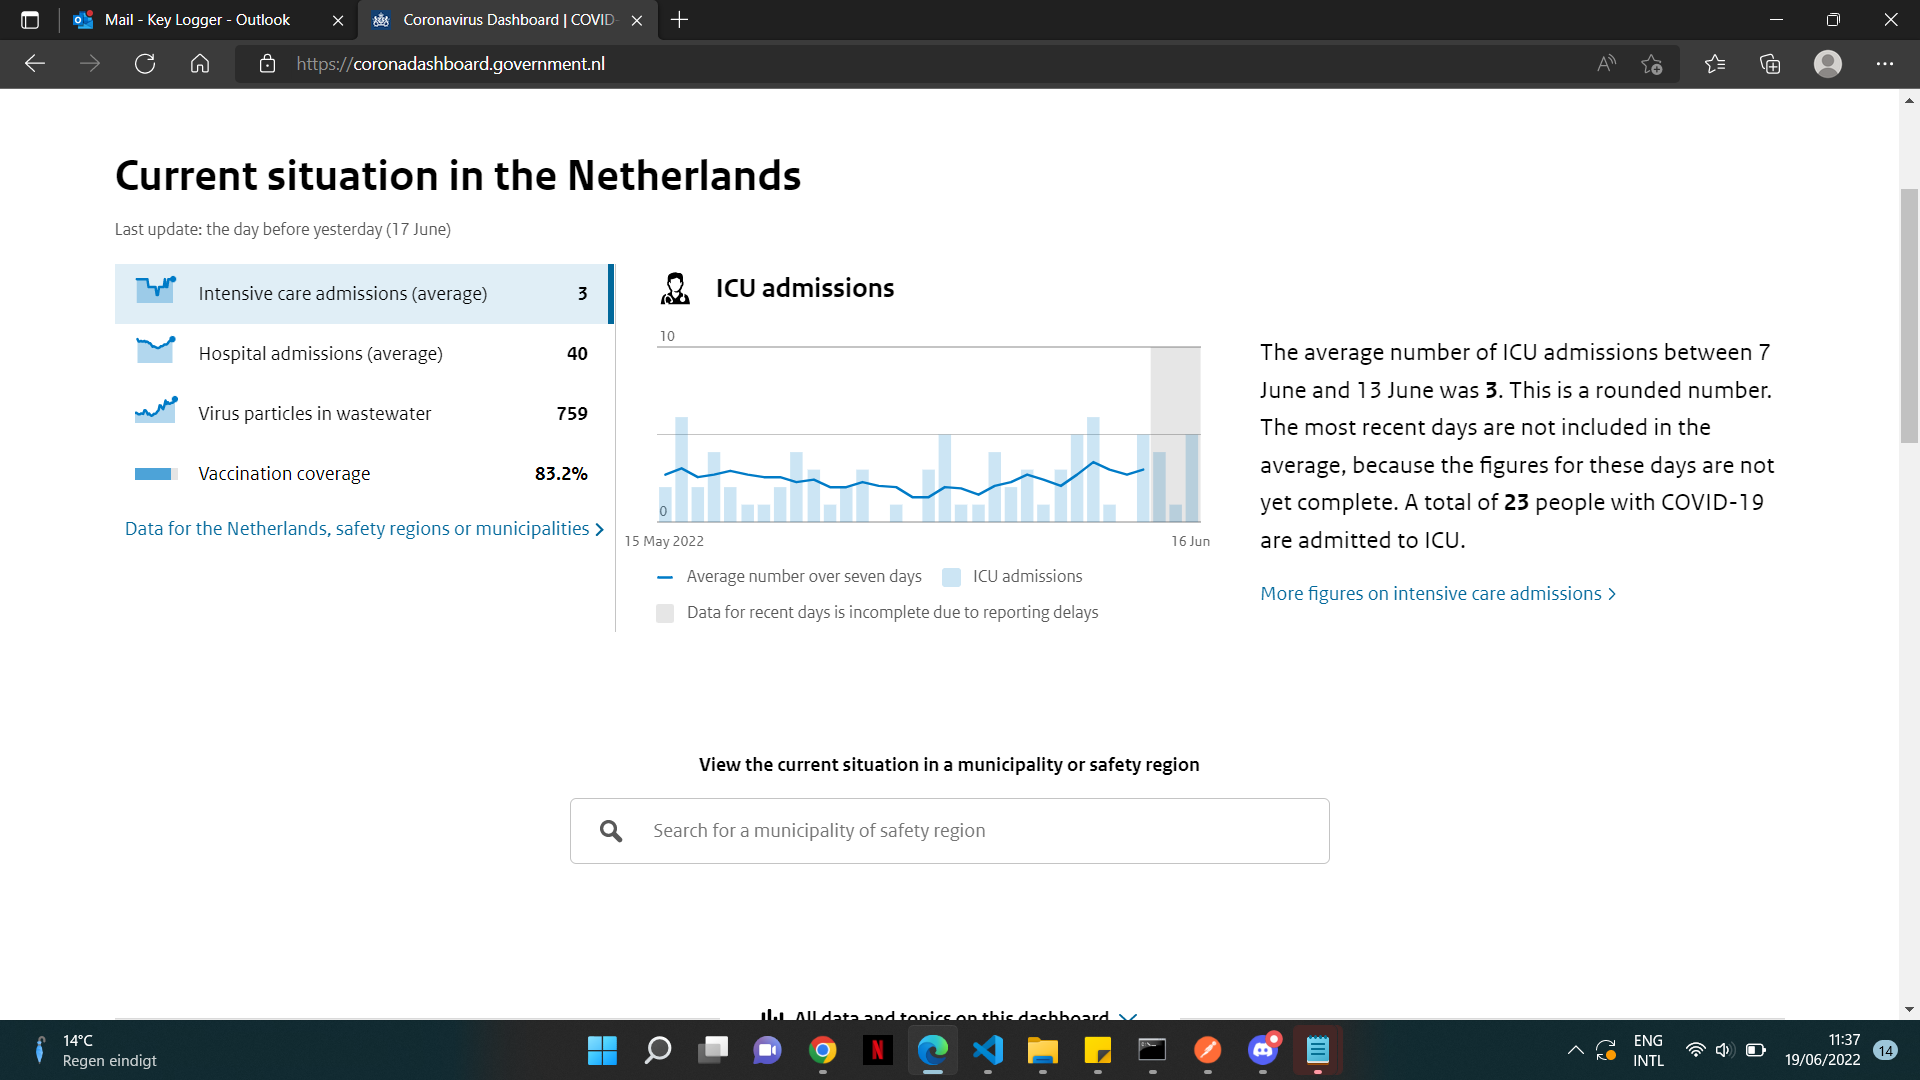 Mail - Key Logger - Outlook
Coronavirus Dashboard | COVID-
https://coronadashboard.government.nl
Current situation in the Netherlands
Last update: the day before yesterday (17 June)
Intensive care admissions (average) 3
Hospital admissions (average) 40
Virus particles in wastewater 759
Vaccination coverage 83.2%
Data for the Netherlands, safety regions or municipalities
ICU admissions
10
0
15 May 2022
16 Jun
Average number over seven days
ICU admissions
Data for recent days is incomplete due to reporting delays
The average number of ICU admissions between 7
June and 13 June was 3. This is a rounded number.
The most recent days are not included in the
average, because the figures for these days are not
yet complete. A total of 23 people with COVID-19
are admitted to ICU.
More figures on intensive care admissions
View the current situation in a municipality or safety region
Search for a municipality of safety region
All data and topics on this dashboard
14°C
Regen eindigt
N
ENG
INTL
11:37
19/06/2022
14